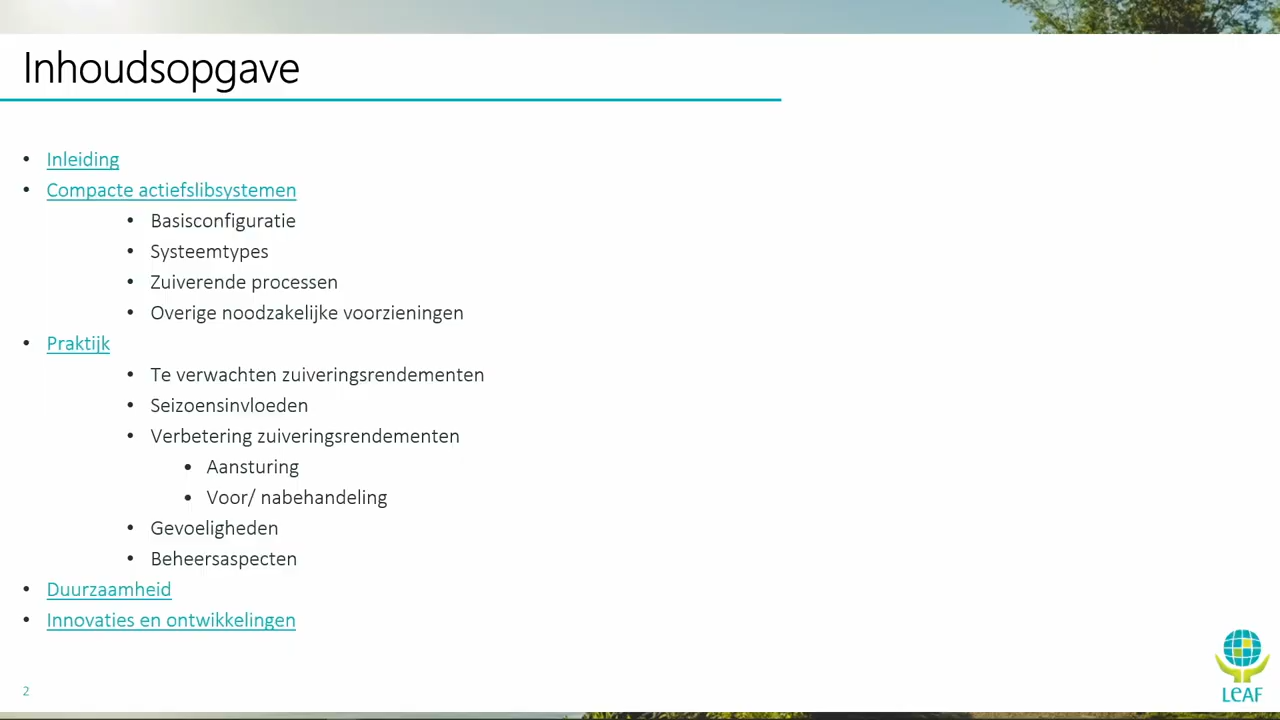 Inhoudsopgave
• Inleiding
• Compacte actiefslibsystemen
• Basisconfiguratie
• Systeemtypes
• Zuiverende processen
• Overige noodzakelijke voorzieningen
• Praktijk
• Te verwachten zuiveringsrendementen
• Seizoensinvloeden
• Verbetering zuiveringsrendementen
• Aansturing
• Voor/ nabehandeling
• Gevoeligheden
• Beheersaspecten
• Duurzaamheid
• Innovaties en ontwikkelingen
2
LeAF